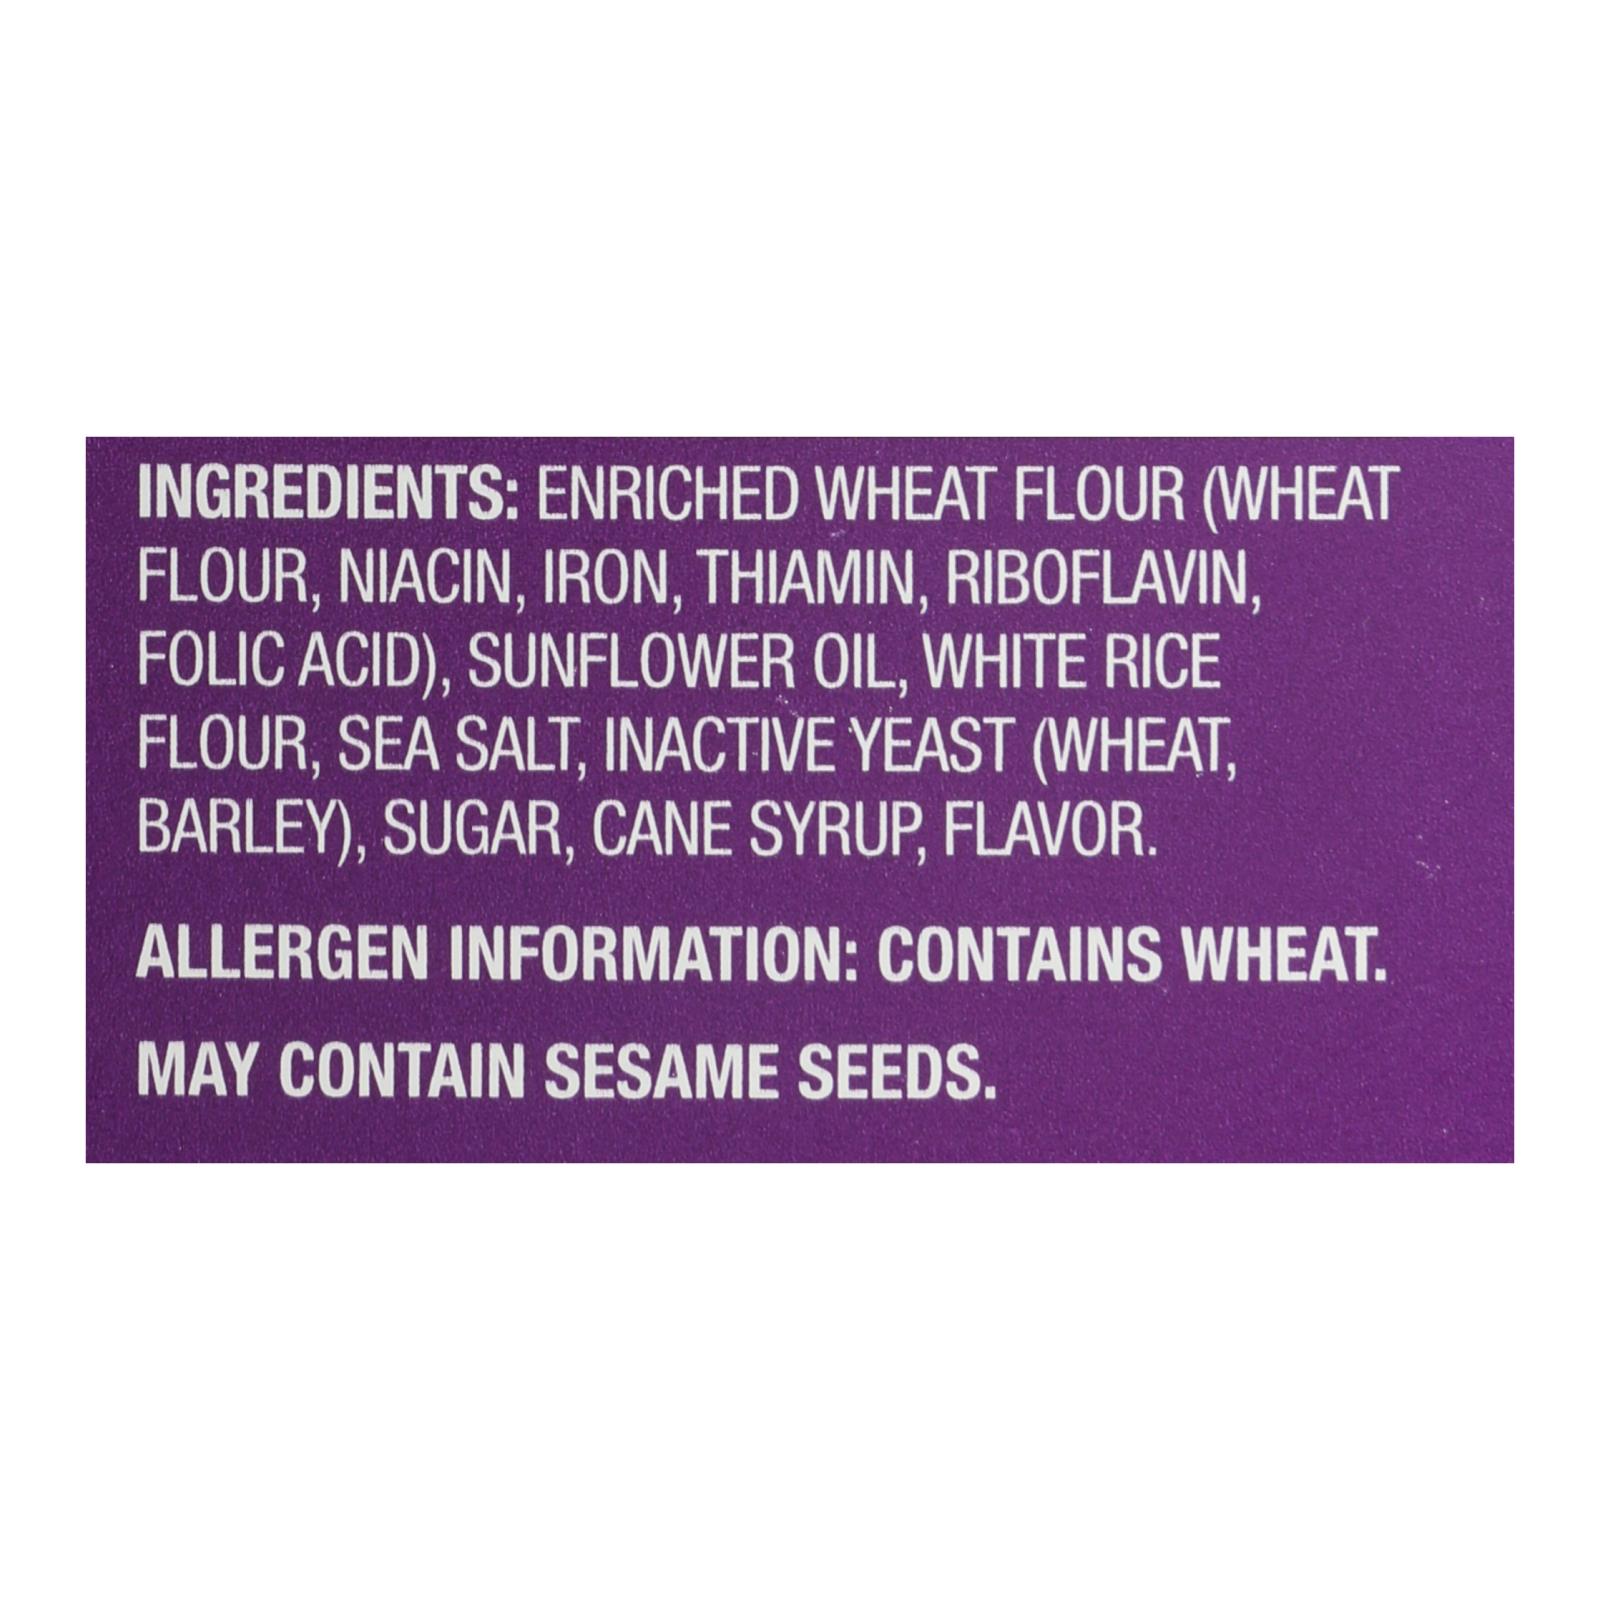 INGREDIENTS: ENRICHED WHEAT FLOUR (WHEAT
FLOUR, NIACIN, IRON, THIAMIN, RIBOFLAVIN,
FOLIC ACID), SUNFLOWER OIL, WHITE RICE
FLOUR, SEA SALT, INACTIVE YEAST (WHEAT,
BARLEY), SUGAR, CANE SYRUP, FLAVOR.
ALLERGEN INFORMATION: CONTAINS WHEAT.
MAY CONTAIN SESAME SEEDS.